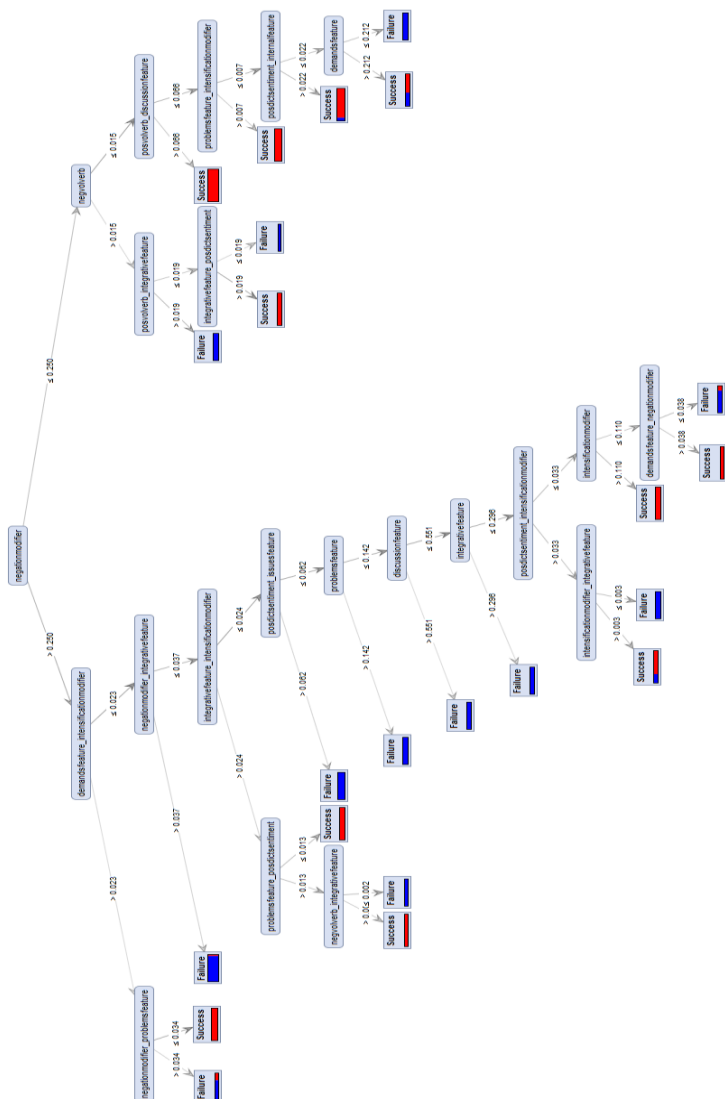 negationmodifier
> 0.250 ≤ 0.250
demandsfeature_intensificationmodifier negvolverb
> 0.023 ≤ 0.023 > 0.015 ≤ 0.015
negationmodifier_problemsfeature negationmodifier_integrativefeature posvolverb_integrativefeature posvolverb_discussionfeature
> 0.034 ≤ 0.034 > 0.037 ≤ 0.037 > 0.019 ≤ 0.019 > 0.066 ≤ 0.066
Failure Success Failure integrativefeature_intensificationmodifier Failure integrativefeature_posdictsentiment Success problemsfeature_intensificationmodifier
> 0.024 ≤ 0.024 > 0.019 ≤ 0.019 > 0.007 ≤ 0.007
problemsfeature_posdictsentiment posdictsentiment_issuesfeature Success Failure Success posdictsentiment_internalfeature
> 0.013 ≤ 0.013 > 0.062 ≤ 0.062 > 0.022 ≤ 0.022
negvolverb_integrativefeature Success Failure problemsfeature Success demandsfeature
≤ 0.002 > 0.142 ≤ 0.142 > 0.212 ≤ 0.212
Success Failure Failure discussionfeature Success Failure
> 0.551 ≤ 0.551
Failure integrativefeature
> 0.296 ≤ 0.296
Failure posdictsentiment_intensificationmodifier
> 0.033 ≤ 0.033
intensificationmodifier_integrativefeature intensificationmodifier
> 0.003 ≤ 0.003 > 0.110 ≤ 0.110
Success Failure Success demandsfeature_negationmodifier
> 0.038 ≤ 0.038
Success Failure